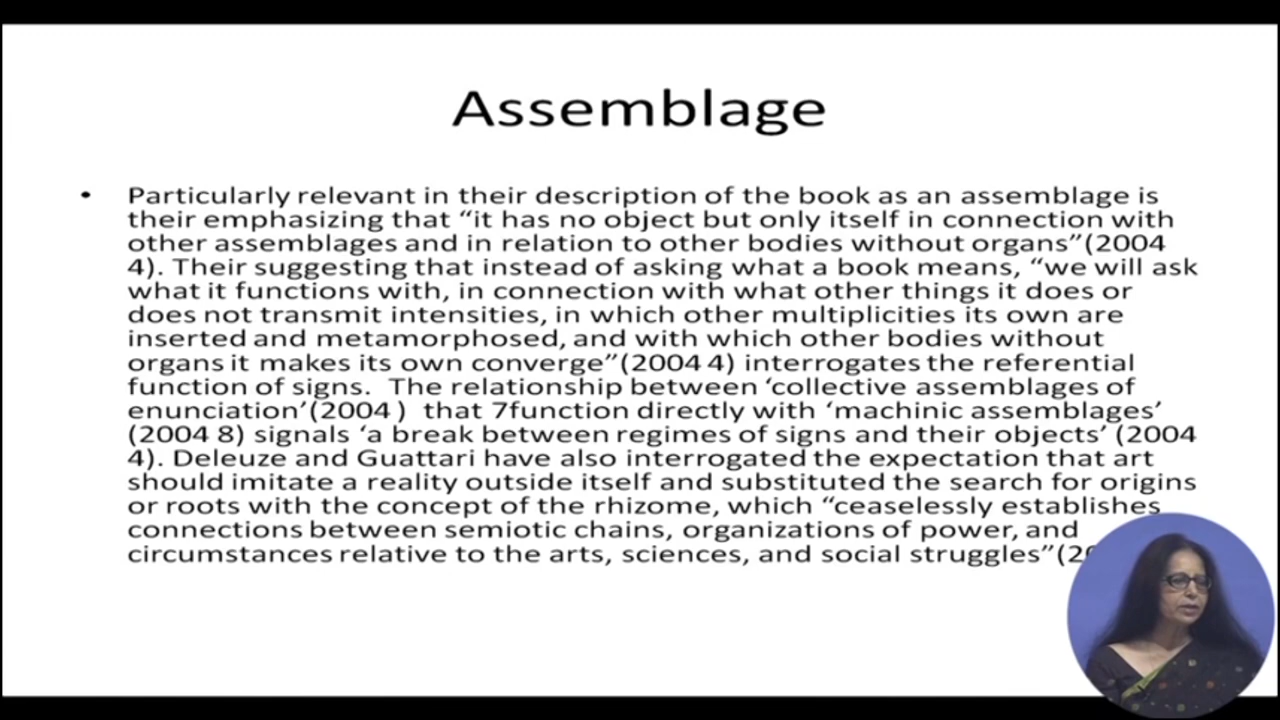 Assemblage
• Particularly relevant in their description of the book as an assemblage is
their emphasizing that “it has no object but only itself in connection with
other assemblages and in relation to other bodies without organs”(2004
4). Their suggesting that instead of asking what a book means, “we will ask
what it functions with, in connection with what other things it does or
does not transmit intensities, in which other multiplicities its own are
inserted and metamorphosed, and with which other bodies without
organs it makes its own converge”(2004 4) interrogates the referential
function of signs. The relationship between ‘collective assemblages of
enunciation’(2004 ) that 7function directly with ‘machinic assemblages’
(2004 8) signals ‘a break between regimes of signs and their objects’ (2004
4). Deleuze and Guattari have also interrogated the expectation that art
should imitate a reality outside itself and substituted the search for origins
or roots with the concept of the rhizome, which “ceaselessly establishes
connections between semiotic chains, organizations of power, and
circumstances relative to the arts, sciences, and social struggles”